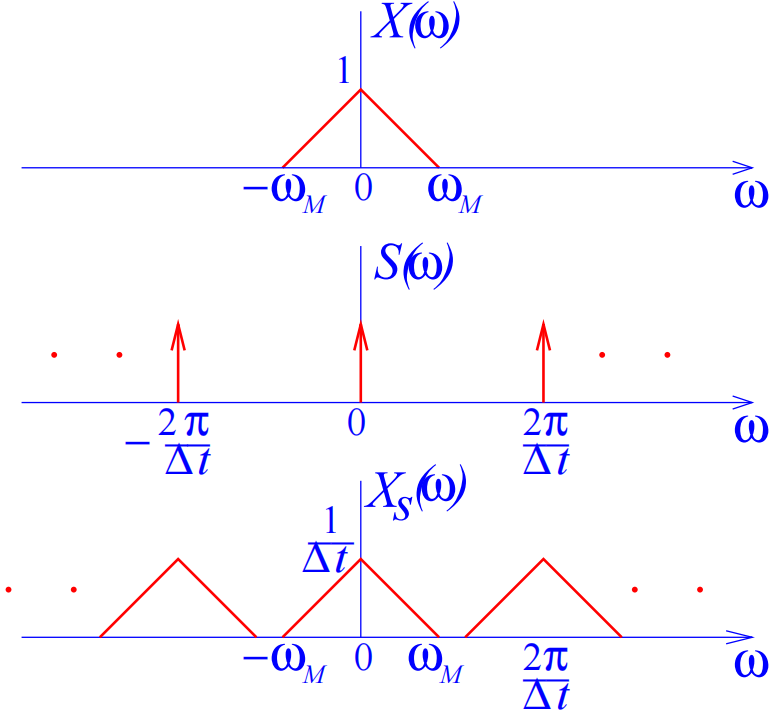 X(ω)
1
−ω_M 0 ω_M ω
S(ω)
− 2π/Δt 0 2π/Δt ω
X_S(ω)
1/Δt
−ω_M 0 ω_M 2π/Δt ω